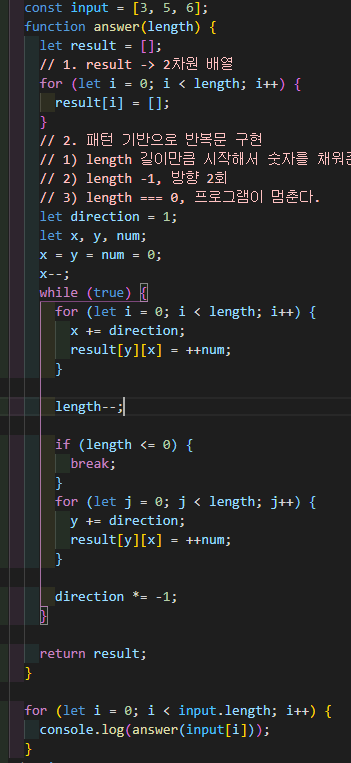 const input = [3, 5, 6];
function answer(length) {
let result = [];
// 1. result -> 2차원 배열
for (let i = 0; i < length; i++) {
result[i] = [];
}
// 2. 패턴 기반으로 반복문 구현
// 1) length 길이만큼 시작해서 숫자를
// 2) length -1, 방향 2회
// 3) length === 0, 프로그램이 멈춘다.
let direction = 1;
let x, y, num;
x = y = num = 0;
x--;
while (true) {
for (let i = 0; i < length; i++) {
x += direction;
result[y][x] = ++num;
}
length--;
if (length <= 0) {
break;
}
for (let j = 0; j < length; j++) {
y += direction;
result[y][x] = ++num;
}
direction *= -1;
}
return result;
}
for (let i = 0; i < input.length; i++) {
console.log(answer(input[i]));
}